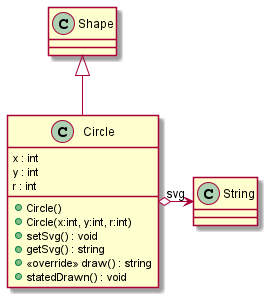 C Shape
C Circle
x : int
y : int
r : int
Circle()
Circle(x:int, y:int, r:int)
setSvg() : void
getSvg() : string
«override» draw() : string
statedDrawn() : void
svg
C String